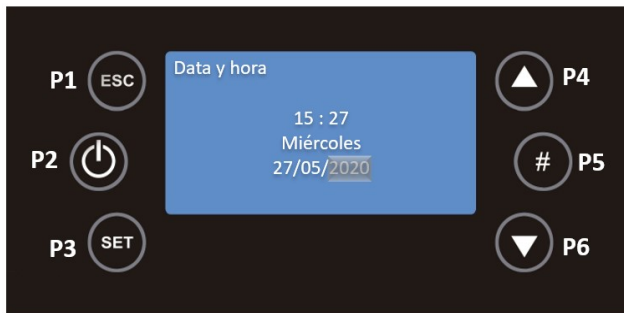 P1 ESC
P2
P3 SET
Data y hora
15 : 27
Miércoles
27/05/2020
P4
# P5
P6